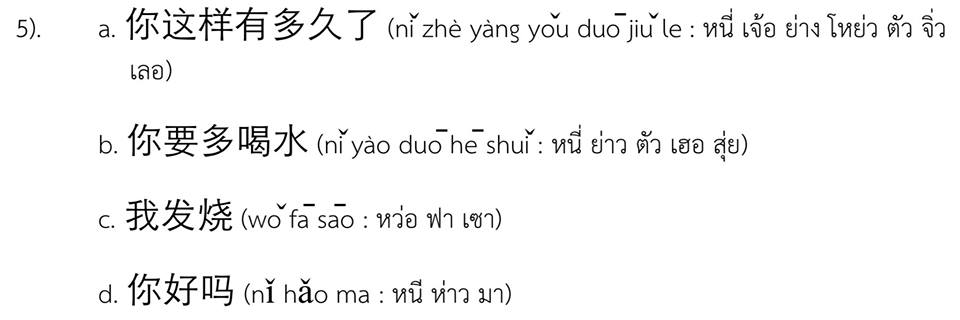 5). a. 你这样有多久了 (nǐ zhè yàng yǒu duō jiǔ le : หนี่ เจ้อ ย่าง โหย่ว ตัว จิ่ว
เลอ)
b. 你要多喝水 (nǐ yào duō hē shuǐ : หนี่ ย่าว ตัว เฮอ สุ่ย)
c. 我发烧 (wǒ fā sāo : หว่อ ฟา เซา)
d. 你好吗 (nǐ hǎo ma : หนี ห่าว มา)